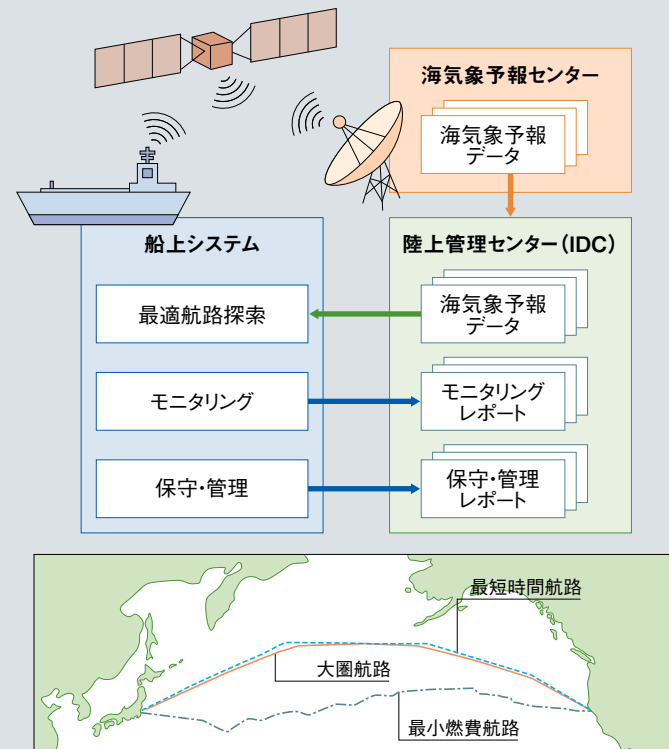 海気象予報センター
海気象予報
データ
船上システム
陸上管理センター(IDC)
最適航路探索
海気象予報
データ
モニタリング
モニタリング
レポート
保守・管理
保守・管理
レポート
最短時間航路
大圏航路
最小燃費航路